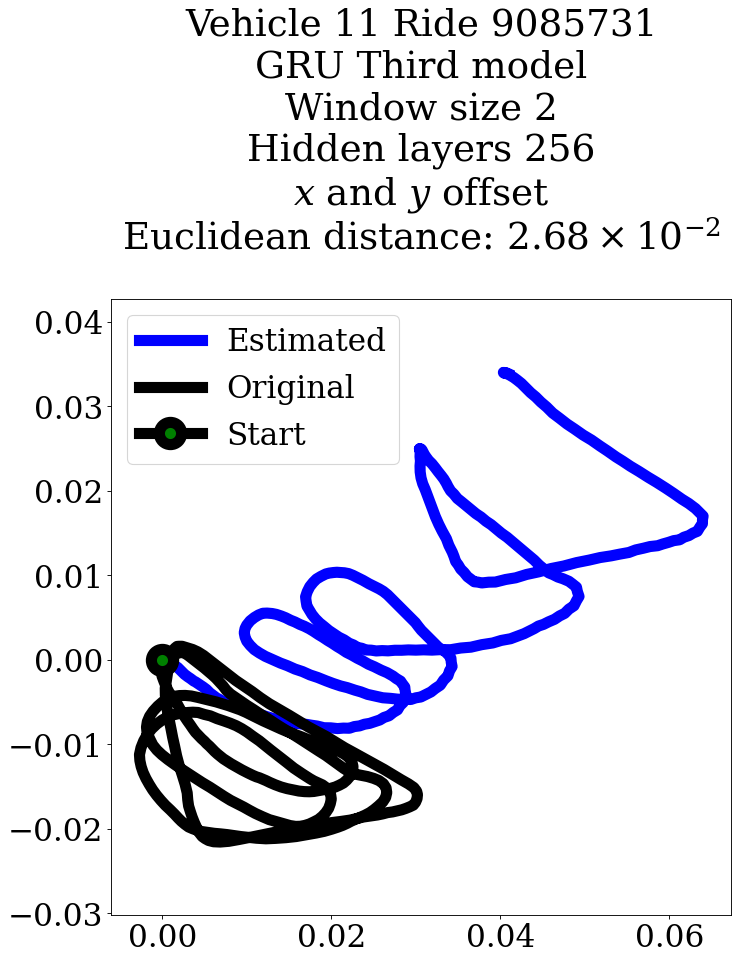 Vehicle 11 Ride 9085731
GRU Third model
Window size 2
Hidden layers 256
x and y offset
Euclidean distance: 2.68 × 10⁻²
Estimated
Original
Start
0.04
0.03
0.02
0.01
0.00
−0.01
−0.02
−0.03
0.00 0.02 0.04 0.06